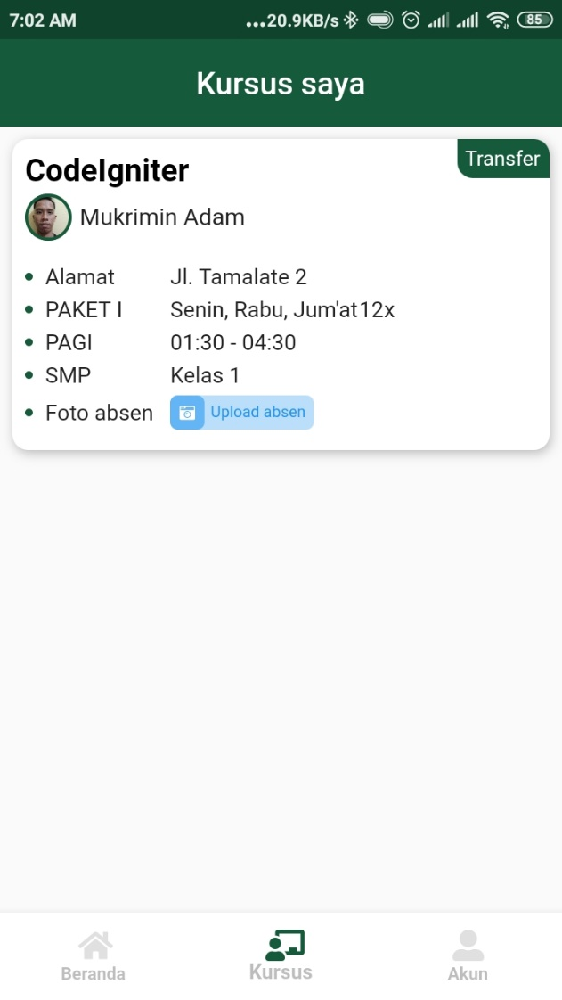 7:02 AM ...20.9KB/s 85
Kursus saya
Transfer
CodeIgniter
Mukrimin Adam
Alamat Jl. Tamalate 2
PAKET I Senin, Rabu, Jum'at12x
PAGI 01:30 - 04:30
SMP Kelas 1
Foto absen Upload absen
Beranda Kursus Akun